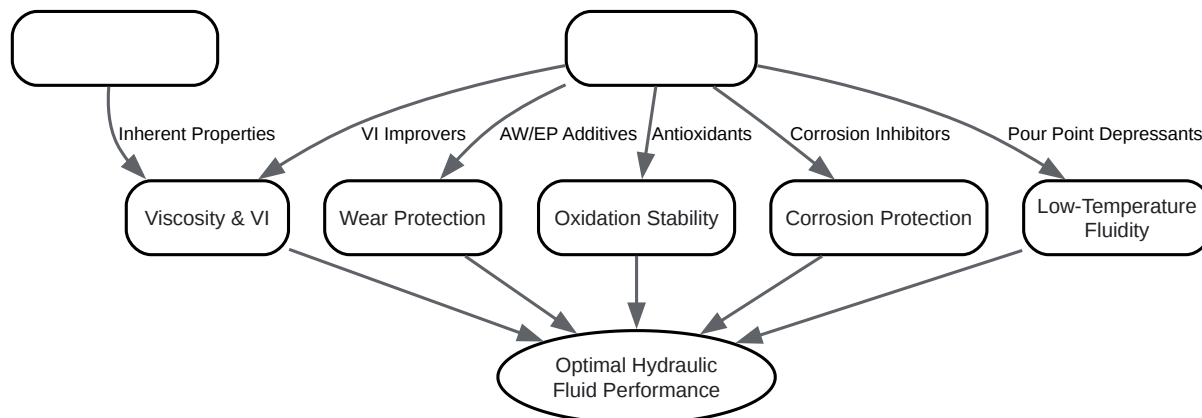 Inherent Properties
VI Improvers
AW/EP Additives
Antioxidants
Corrosion Inhibitors
Pour Point Depressants
Viscosity & VI
Wear Protection
Oxidation Stability
Corrosion Protection
Low-Temperature
Fluidity
Optimal Hydraulic
Fluid Performance